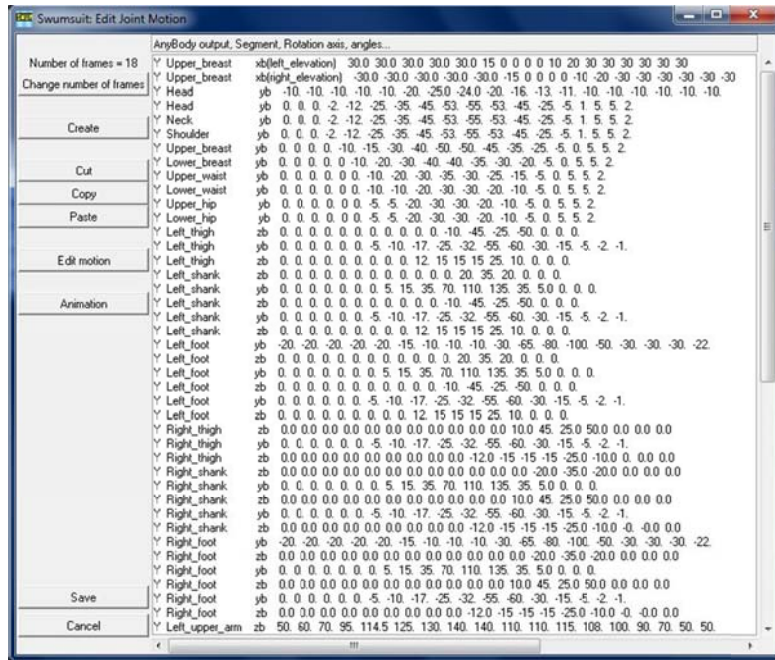 Swumsuit: Edit Joint Motion
AnyBody output, Segment, Rotation axis, angles...
Number of frames = 18
Change number of frames
Create
Cut
Copy
Paste
Edit motion
Animation
Save
Cancel
Y Upper_breast xb(left_elevation) 30.0 30.0 30.0 30.0 30.0 15 0 0 0 0 10 20 30 30 30 30 30 30
Y Upper_breast xb(right_elevation) -30.0 -30.0 -30.0 -30.0 -30.0 -15 0 0 0 0 -10 -20 -30 -30 -30 -30 -30 -30
Y Head yb -10. -10. -10. -10. -10. -20. -25.0 -24.0 -20. -16. -13. -11. -10. -10. -10. -10. -10. -10.
Y Head yb 0. 0. 0. -2. -12. -25. -35. -45. -53. -55. -53. -45. -25. -5. 1. 5. 5. 2.
Y Neck yb 0. 0. 0. -2. -12. -25. -35. -45. -53. -55. -53. -45. -25. -5. 1. 5. 5. 2.
Y Shoulder yb 0. 0. 0. -2. -12. -25. -35. -45. -53. -55. -53. -45. -25. -5. 1. 5. 5. 2.
Y Upper_breast yb 0. 0. 0. 0. -10. -15. -30. -40. -50. -50. -45. -35. -25. -5. 0. 5. 5. 2.
Y Lower_breast yb 0. 0. 0. 0. 0 -10. -20. -30. -40. -40. -35. -30. -20. -5. 0. 5. 5. 2.
Y Upper_waist yb 0. 0. 0. 0. 0. -10. -20. -30. -35. -30. -25. -15. -5. 0. 5. 5. 2.
Y Lower_waist yb 0. 0. 0. 0. 0. -10. -10. -20. -30. -30. -20. -10. -5. 0. 5. 5. 2.
Y Upper_hip yb 0. 0. 0. 0. 0. -5. -5. -20. -30. -30. -20. -10. -5. 0. 5. 5. 2.
Y Lower_hip yb 0. 0. 0. 0. 0. -5. -5. -20. -30. -30. -20. -10. -5. 0. 5. 5. 2.
Y Left_thigh zb 0. 0. 0. 0. 0. 0. 0. 0. 0. 0. -10. -45. -25. -50. 0. 0. 0.
Y Left_thigh yb 0. 0. 0. 0. 0. 0. -5. -10. -17. -25. -32. -55. -60. -30. -15. -5. -2. -1.
Y Left_thigh zb 0. 0. 0. 0. 0. 0. 0. 0. 0. 12. 15 15 15 25. 10. 0. 0. 0.
Y Left_shank zb 0. 0. 0. 0. 0. 0. 0. 0. 0. 0. 0. 0. 20. 35. 20. 0. 0. 0.
Y Left_shank yb 0. 0. 0. 0. 0. 0. 0. 5. 15. 35. 70. 110. 135. 35. 5.0 0. 0. 0.
Y Left_shank zb 0. 0. 0. 0. 0. 0. 0. 0. 0. 0. -10. -45. -25. -50. 0. 0. 0.
Y Left_shank yb 0. 0. 0. 0. 0. 0. -5. -10. -17. -25. -32. -55. -60. -30. -15. -5. -2. -1.
Y Left_shank zb 0. 0. 0. 0. 0. 0. 0. 0. 0. 12. 15 15 15 25. 10. 0. 0. 0.
Y Left_foot yb -20. -20. -20. -20. -20. -15. -10. -10. -10. -30. -65. -80. -100. -50. -30. -30. -30. -22.
Y Left_foot zb 0. 0. 0. 0. 0. 0. 0. 0. 0. 0. 0. 0. 20. 35. 20. 0. 0. 0.
Y Left_foot yb 0. 0. 0. 0. 0. 0. 5. 15. 35. 70. 110. 135. 35. 5.0 0. 0. 0.
Y Left_foot zb 0. 0. 0. 0. 0. 0. 0. 0. 0. 0. -10. -45. -25. -50. 0. 0. 0.
Y Left_foot yb 0. 0. 0. 0. 0. 0. -5. -10. -17. -25. -32. -55. -60. -30. -15. -5. -2. -1.
Y Left_foot zb 0. 0. 0. 0. 0. 0. 0. 0. 0. 12. 15 15 15 25. 10. 0. 0. 0.
Y Right_thigh zb 0.0 0.0 0.0 0.0 0.0 0.0 0.0 0.0 0.0 0.0 10.0 45. 25.0 50.0 0.0 0.0 0.0
Y Right_thigh yb 0. 0. 0. 0. 0. 0. -5. -10. -17. -25. -32. -55. -60. -30. -15. -5. -2. -1.
Y Right_thigh zb 0.0 0.0 0.0 0.0 0.0 0.0 0.0 0.0 0.0 -12.0 -15 -15 -15 -25.0 -10.0 0. 0.0 0.0
Y Right_shank zb 0.0 0.0 0.0 0.0 0.0 0.0 0.0 0.0 0.0 0.0 0.0 0.0 -20.0 -35.0 -20.0 0.0 0.0 0.0
Y Right_shank yb 0. 0. 0. 0. 0. 0. 5. 15. 35. 70. 110. 135. 35. 5.0 0. 0. 0.
Y Right_shank zb 0.0 0.0 0.0 0.0 0.0 0.0 0.0 0.0 0.0 0.0 10.0 45. 25.0 50.0 0.0 0.0 0.0
Y Right_shank yb 0. 0. 0. 0. 0. 0. -5. -10. -17. -25. -32. -55. -60. -30. -15. -5. -2. -1.
Y Right_shank zb 0.0 0.0 0.0 0.0 0.0 0.0 0.0 0.0 0.0 -12.0 -15 -15 -15 -25.0 -10.0 -0. -0.0 0.0
Y Right_foot yb -20. -20. -20. -20. -20. -15. -10. -10. -10. -30. -65. -80. -100. -50. -30. -30. -30. -22.
Y Right_foot zb 0.0 0.0 0.0 0.0 0.0 0.0 0.0 0.0 0.0 0.0 0.0 0.0 -20.0 -35.0 -20.0 0.0 0.0 0.0
Y Right_foot yb 0. 0. 0. 0. 0. 0. 5. 15. 35. 70. 110. 135. 35. 5.0 0. 0. 0.
Y Right_foot zb 0.0 0.0 0.0 0.0 0.0 0.0 0.0 0.0 0.0 0.0 10.0 45. 25.0 50.0 0.0 0.0 0.0
Y Right_foot yb 0. 0. 0. 0. 0. 0. -5. -10. -17. -25. -32. -55. -60. -30. -15. -5. -2. -1.
Y Right_foot zb 0.0 0.0 0.0 0.0 0.0 0.0 0.0 0.0 0.0 -12.0 -15 -15 -15 -25.0 -10.0 -0. -0.0 0.0
Y Left_upper_arm zb 50. 60. 70. 95. 114.5 125. 130. 140. 140. 110. 110. 115. 108. 100. 90. 70. 50. 50.